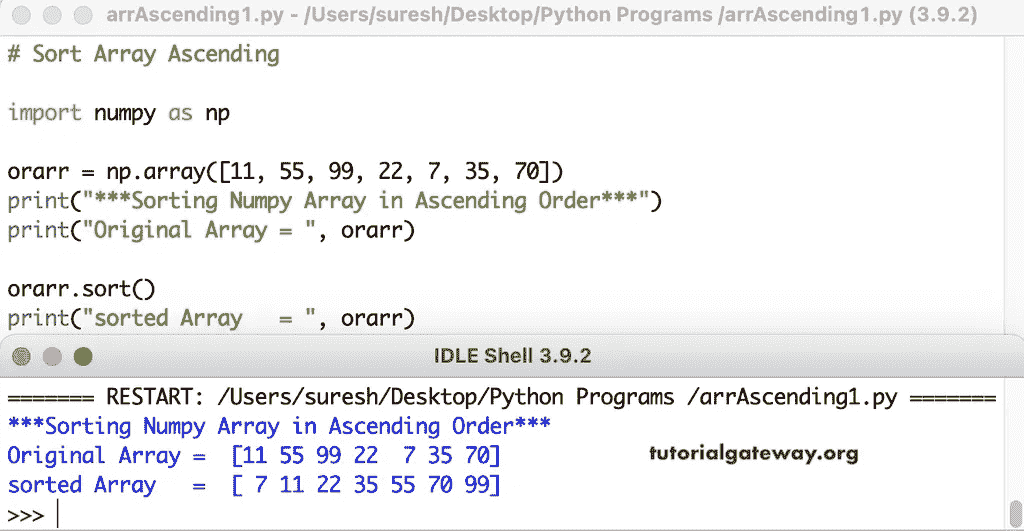 arrAscending1.py - /Users/suresh/Desktop/Python Programs /arrAscending1.py (3.9.2)
# Sort Array Ascending
import numpy as np
orarr = np.array([11, 55, 99, 22, 7, 35, 70])
print("***Sorting Numpy Array in Ascending Order***")
print("Original Array = ", orarr)
orarr.sort()
print("sorted Array   = ", orarr)
IDLE Shell 3.9.2
======= RESTART: /Users/suresh/Desktop/Python Programs /arrAscending1.py =======
***Sorting Numpy Array in Ascending Order***
Original Array =  [11 55 99 22  7 35 70]
tutorialgateway.org
sorted Array   =  [ 7 11 22 35 55 70 99]
>>>